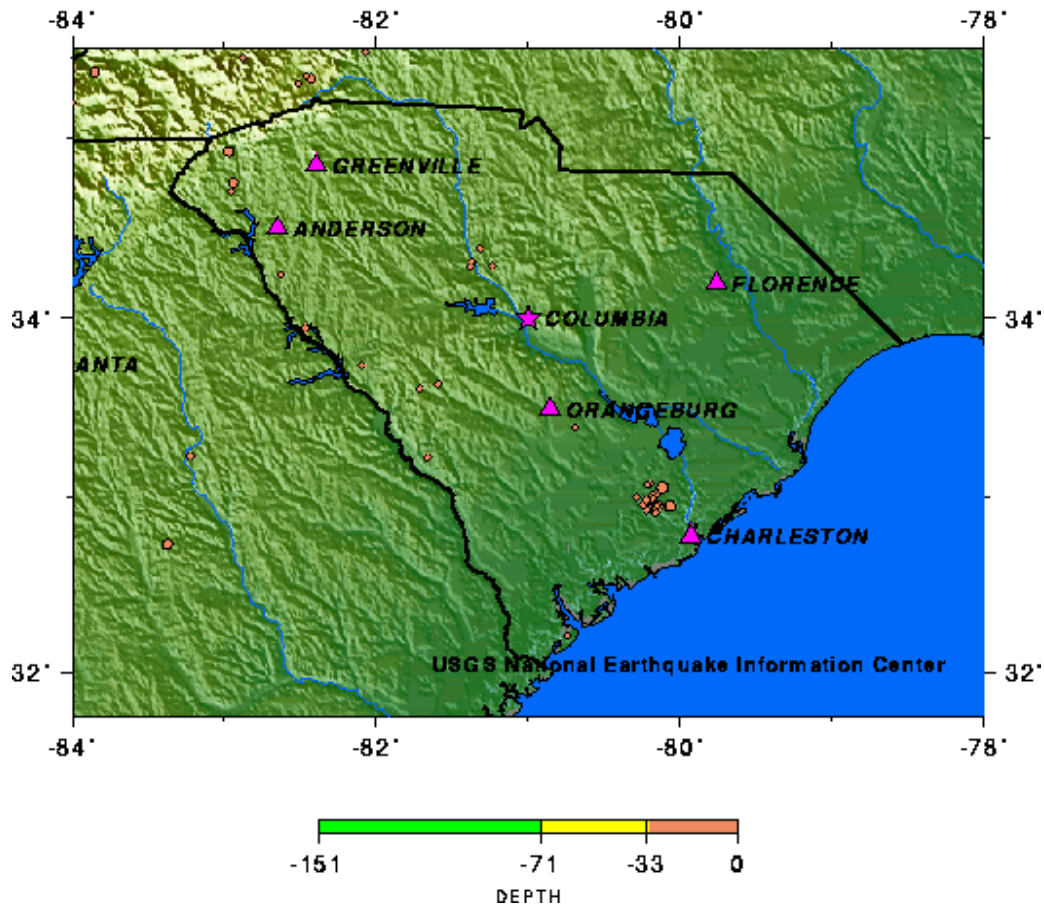 -84° -82° -80° -78°
GREENVILLE
ANDERSON
FLORENCE
34° COLUMBIA 34°
ANTA
ORANGEBURG
CHARLESTON
32° USGS National Earthquake Information Center 32°
-84° -82° -80° -78°
-151 -71 -33 0
DEPTH